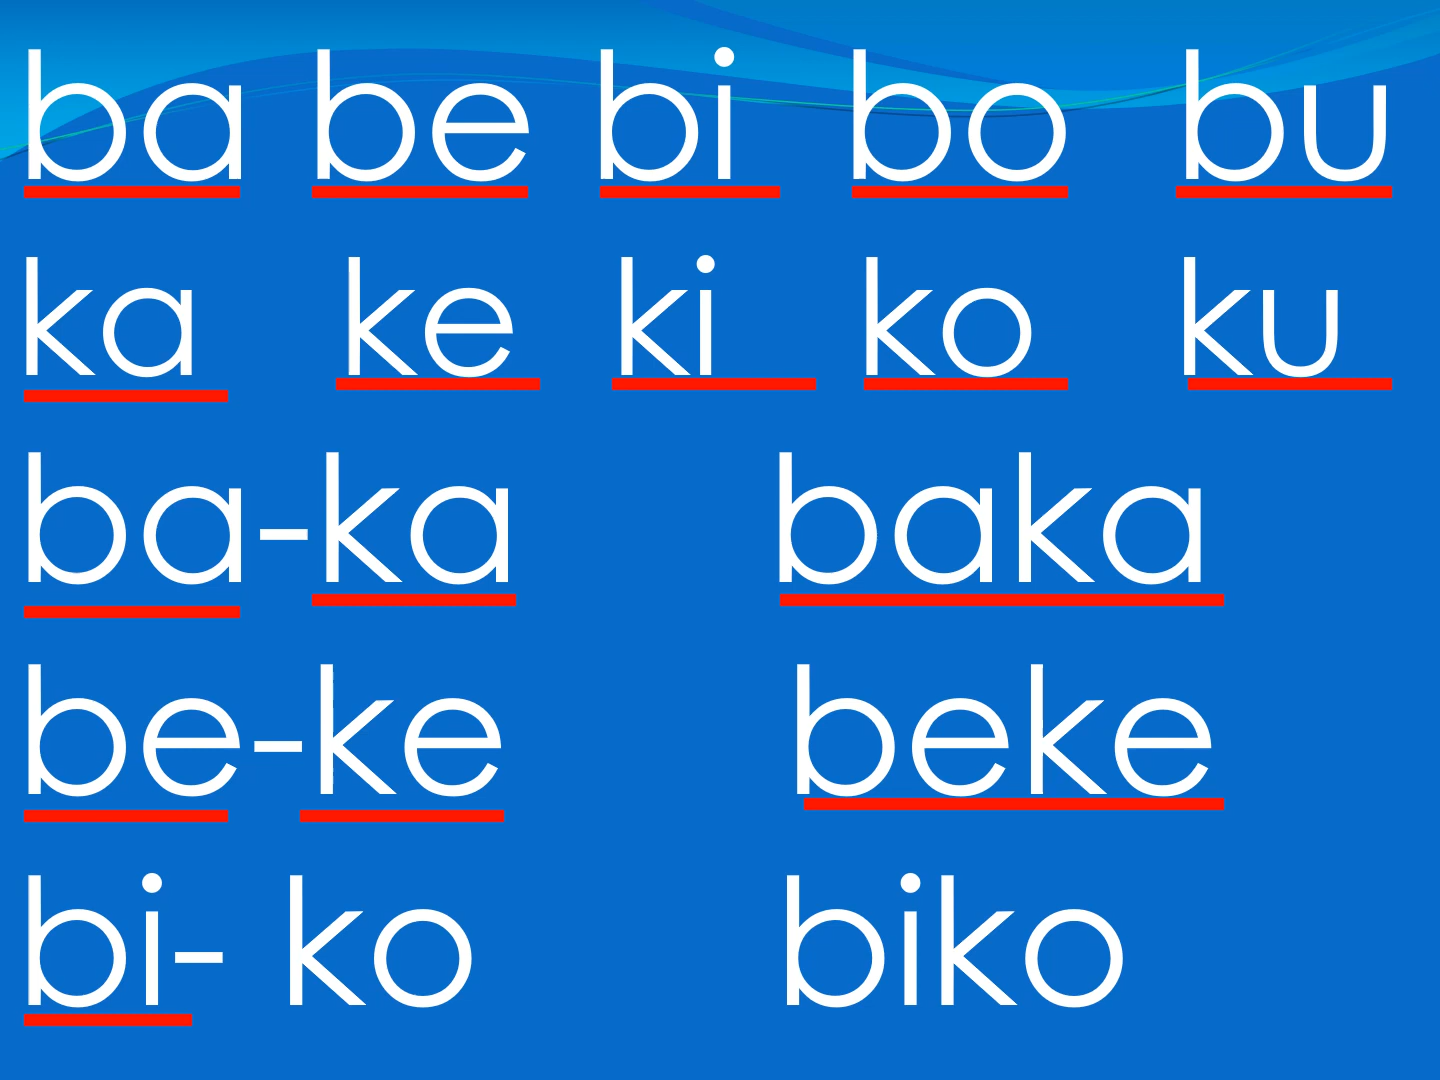 ba be bi bo bu
ka ke ki ko ku
ba-ka baka
be-ke beke
bi- ko biko